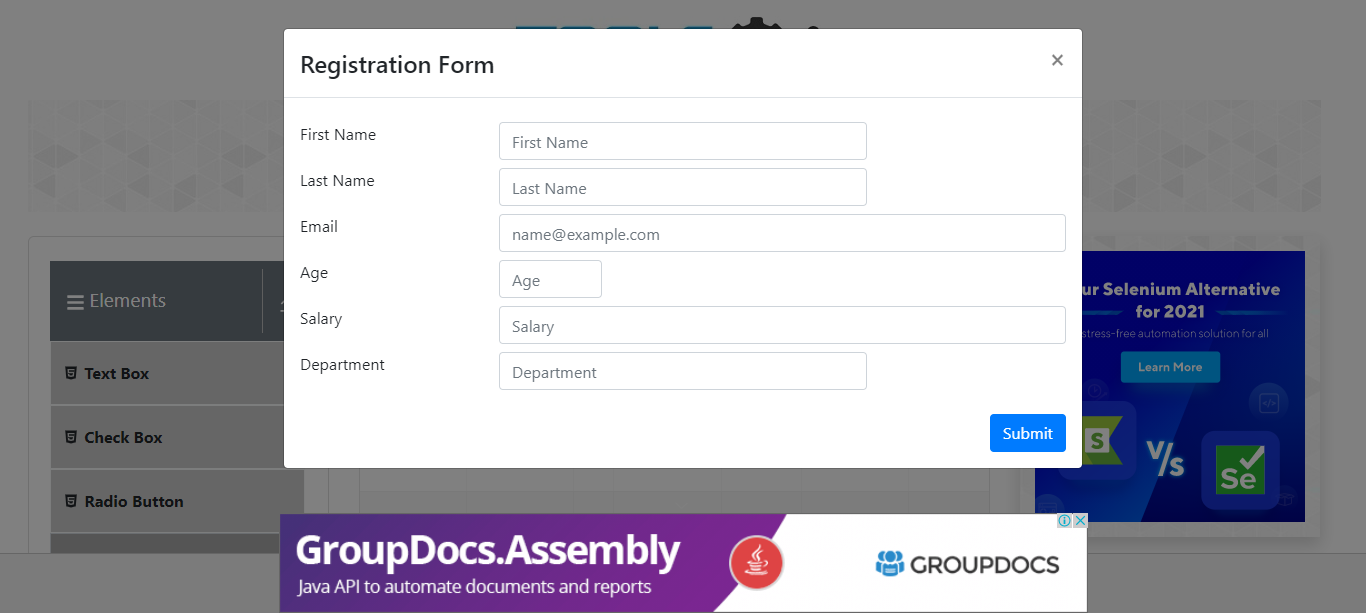 Registration Form
×
First Name
First Name
Last Name
Last Name
Email
name@example.com
Age
Age
Salary
Salary
Department
Department
Submit
Elements
Text Box
Check Box
Radio Button
ur Selenium Alternative
for 2021
stress-free automation solution for all
Learn More
S
V/s
Se
GroupDocs.Assembly
Java API to automate documents and reports
GROUPDOCS